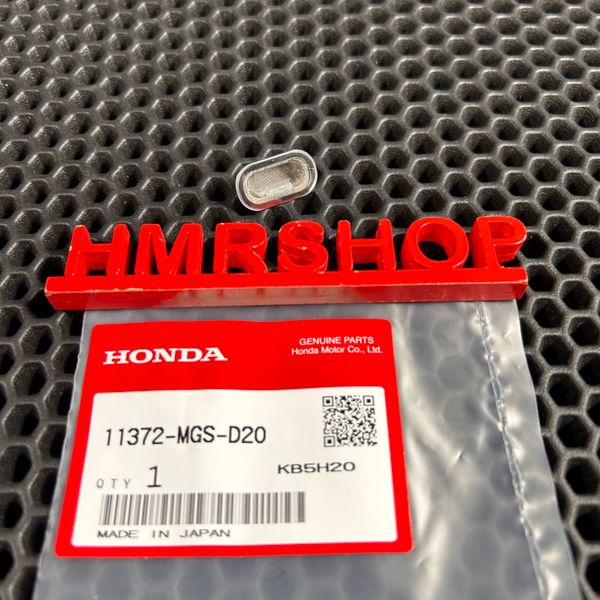 HMRSHOP
HONDA
GENUINE PARTS
Honda Motor Co., Ltd.
11372-MGS-D20
QTY 1
KB5H20
MADE IN JAPAN